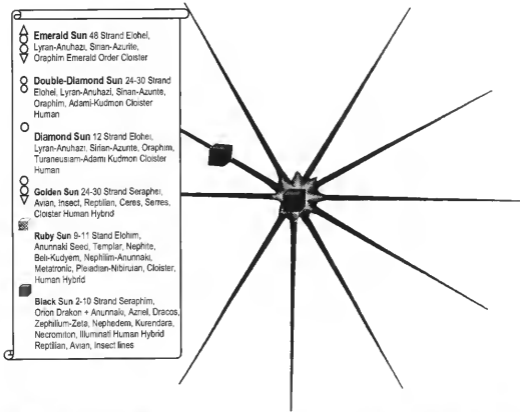 Emerald Sun 48 Strand Elohei,
Lyran-Anuhazi, Sirian-Azurite,
Oraphim Emerald Order Cloister
Double-Diamond Sun 24-30 Strand
Elohei, Lyran-Anuhazi, Sirian-Azurite,
Oraphim, Adami-Kudmon Cloister
Human
Diamond Sun 12 Strand Elohei,
Lyran-Anuhazi, Sirian-Azurite, Oraphim,
Turaneusiam-Adami Kudmon Cloister
Human
Golden Sun 24-30 Strand Seraphei,
Avian, Insect, Reptilian, Ceres, Serres,
Cloister Human Hybrid
Ruby Sun 9-11 Stand Elohim,
Annunaki Seed, Templar, Nephite,
Beli-Kudyem, Nephilim-Anunnaki,
Metatronic, Pleiadian-Nibiruian, Cloister,
Human Hybrid
Black Sun 2-10 Strand Seraphim,
Orion Drakon + Anunnaki, Azriel, Dracos,
Zephilium-Zeta, Nephedem, Kurendara,
Necromiton, Illuminati Human Hybrid
Reptilian, Avian, Insect lines